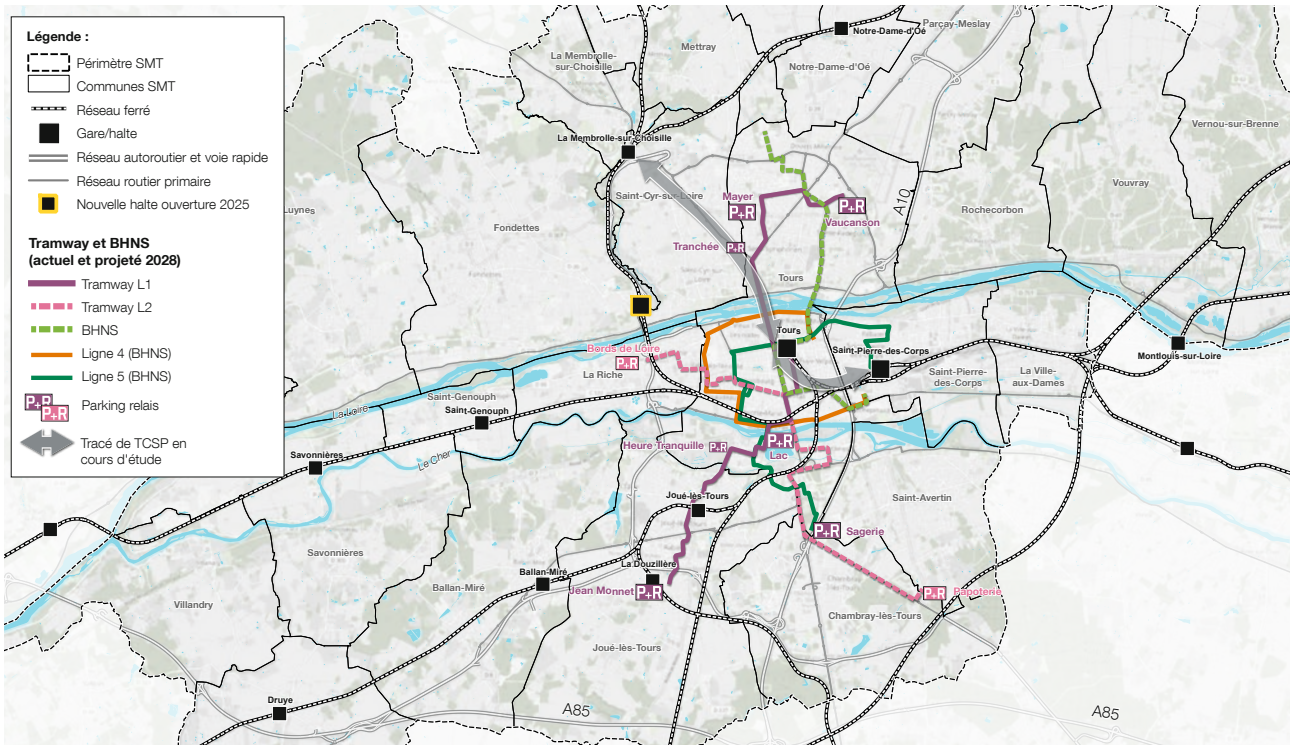 Légende :
Périmètre SMT
Communes SMT
Réseau ferré
Gare/halte
Réseau autoroutier et voie rapide
Réseau routier primaire
Nouvelle halte ouverture 2025
Tramway et BHNS
(actuel et projeté 2028)
Tramway L1
Tramway L2
BHNS
Ligne 4 (BHNS)
Ligne 5 (BHNS)
P+R
P+R
Parking relais
Tracé de TCSP en
cours d'étude
Parçay-Meslay
Notre-Dame-d'Oé
Mettray
La Membrolle-
sur-Choisille
Notre-Dame-d'Oé
Vernou-sur-Brenne
La Membrolle-sur-Choisille
Vouvray
Saint-Cyr-sur-Loire
Mayer
P+R
P+R
Vaucanson
A10
Rochecorbon
Luynes
Fondettes
Tranchée
P+R
Tours
Tours
Saint-Pierre-des-Corps
Montlouis-sur-Loire
Bords de Loire
P+R
La Riche
Saint-Pierre-
des-Corps
La Ville-
aux-Dames
Saint-Genouph
Saint-Genouph
La Loire
Le Cher
Savonnières
Heure Tranquille
P+R
P+R
Lac
Joué-lès-Tours
Saint-Avertin
P+R
Sagerie
Savonnières
Ballan-Miré
Ballan-Miré
La Douzillère
Jean Monnet
P+R
P+R
Papoterie
Villandry
Chambray-lès-Tours
Joué-lès-Tours
Druye
A85
A85